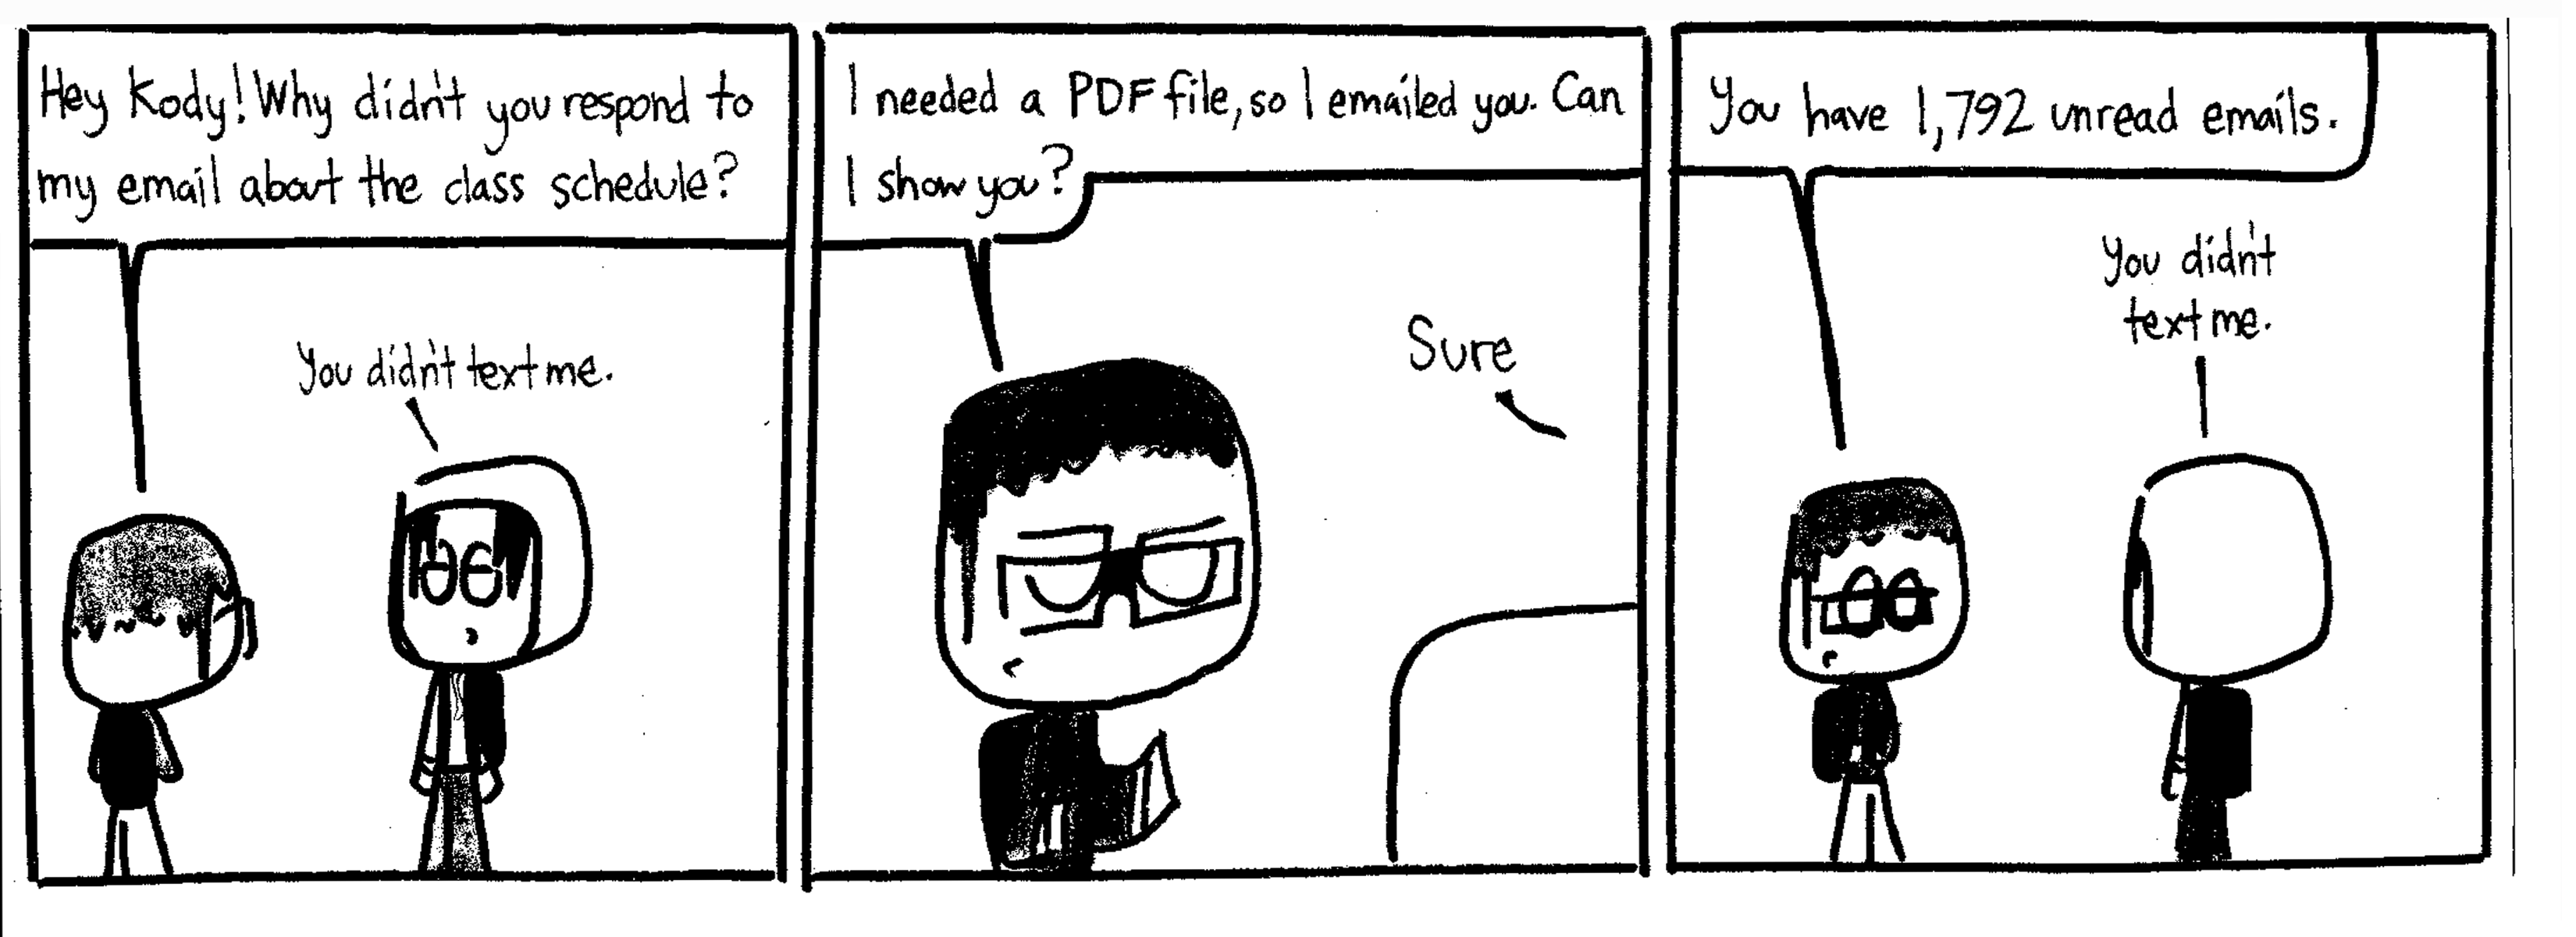 Hey Kody! Why didn't you respond to
my email about the class schedule?
You didn't text me.
I needed a PDF file, so I emailed you. Can
I show you?
Sure
You have 1,792 unread emails.
You didn't
text me.